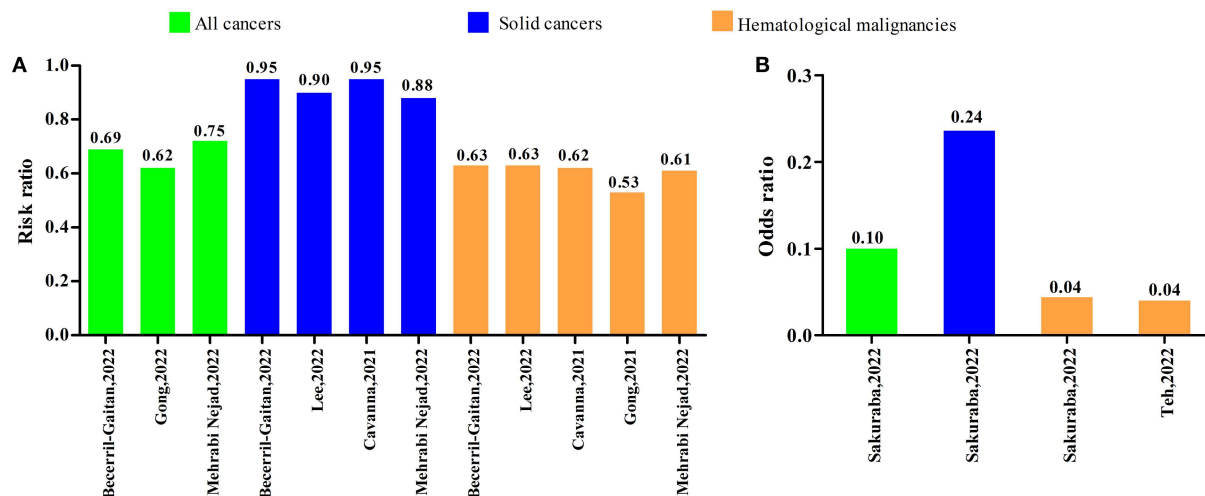 All cancers
Solid cancers
Hematological malignancies
A
Risk ratio
1.0
0.8
0.6
0.4
0.2
0.0
0.69
0.62
0.75
0.95
0.90
0.95
0.88
0.63
0.63
0.62
0.53
0.61
Becerril-Gaitan,2022
Gong,2022
Mehrabi Nejad,2022
Becerril-Gaitan,2022
Lee,2022
Cavanna,2021
Mehrabi Nejad,2022
Becerril-Gaitan,2022
Lee,2022
Cavanna,2021
Gong,2021
Mehrabi Nejad,2022
B
Odds ratio
0.3
0.2
0.1
0.0
0.10
0.24
0.04
0.04
Sakuraba,2022
Sakuraba,2022
Sakuraba,2022
Teh,2022